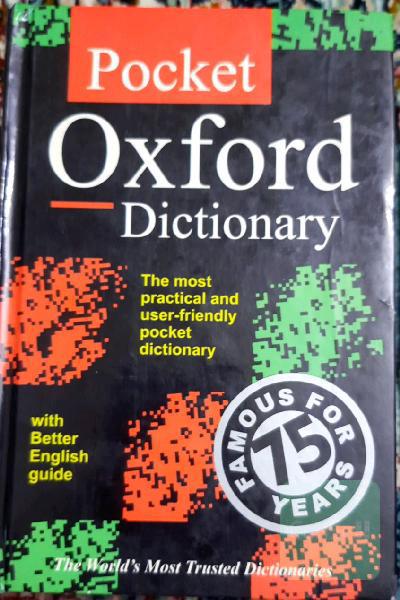 Pocket
Oxford
Dictionary
The most
practical and
user-friendly
pocket
dictionary
with
Better
English
guide
FAMOUS FOR
75
YEARS
The World's Most Trusted Dictionaries